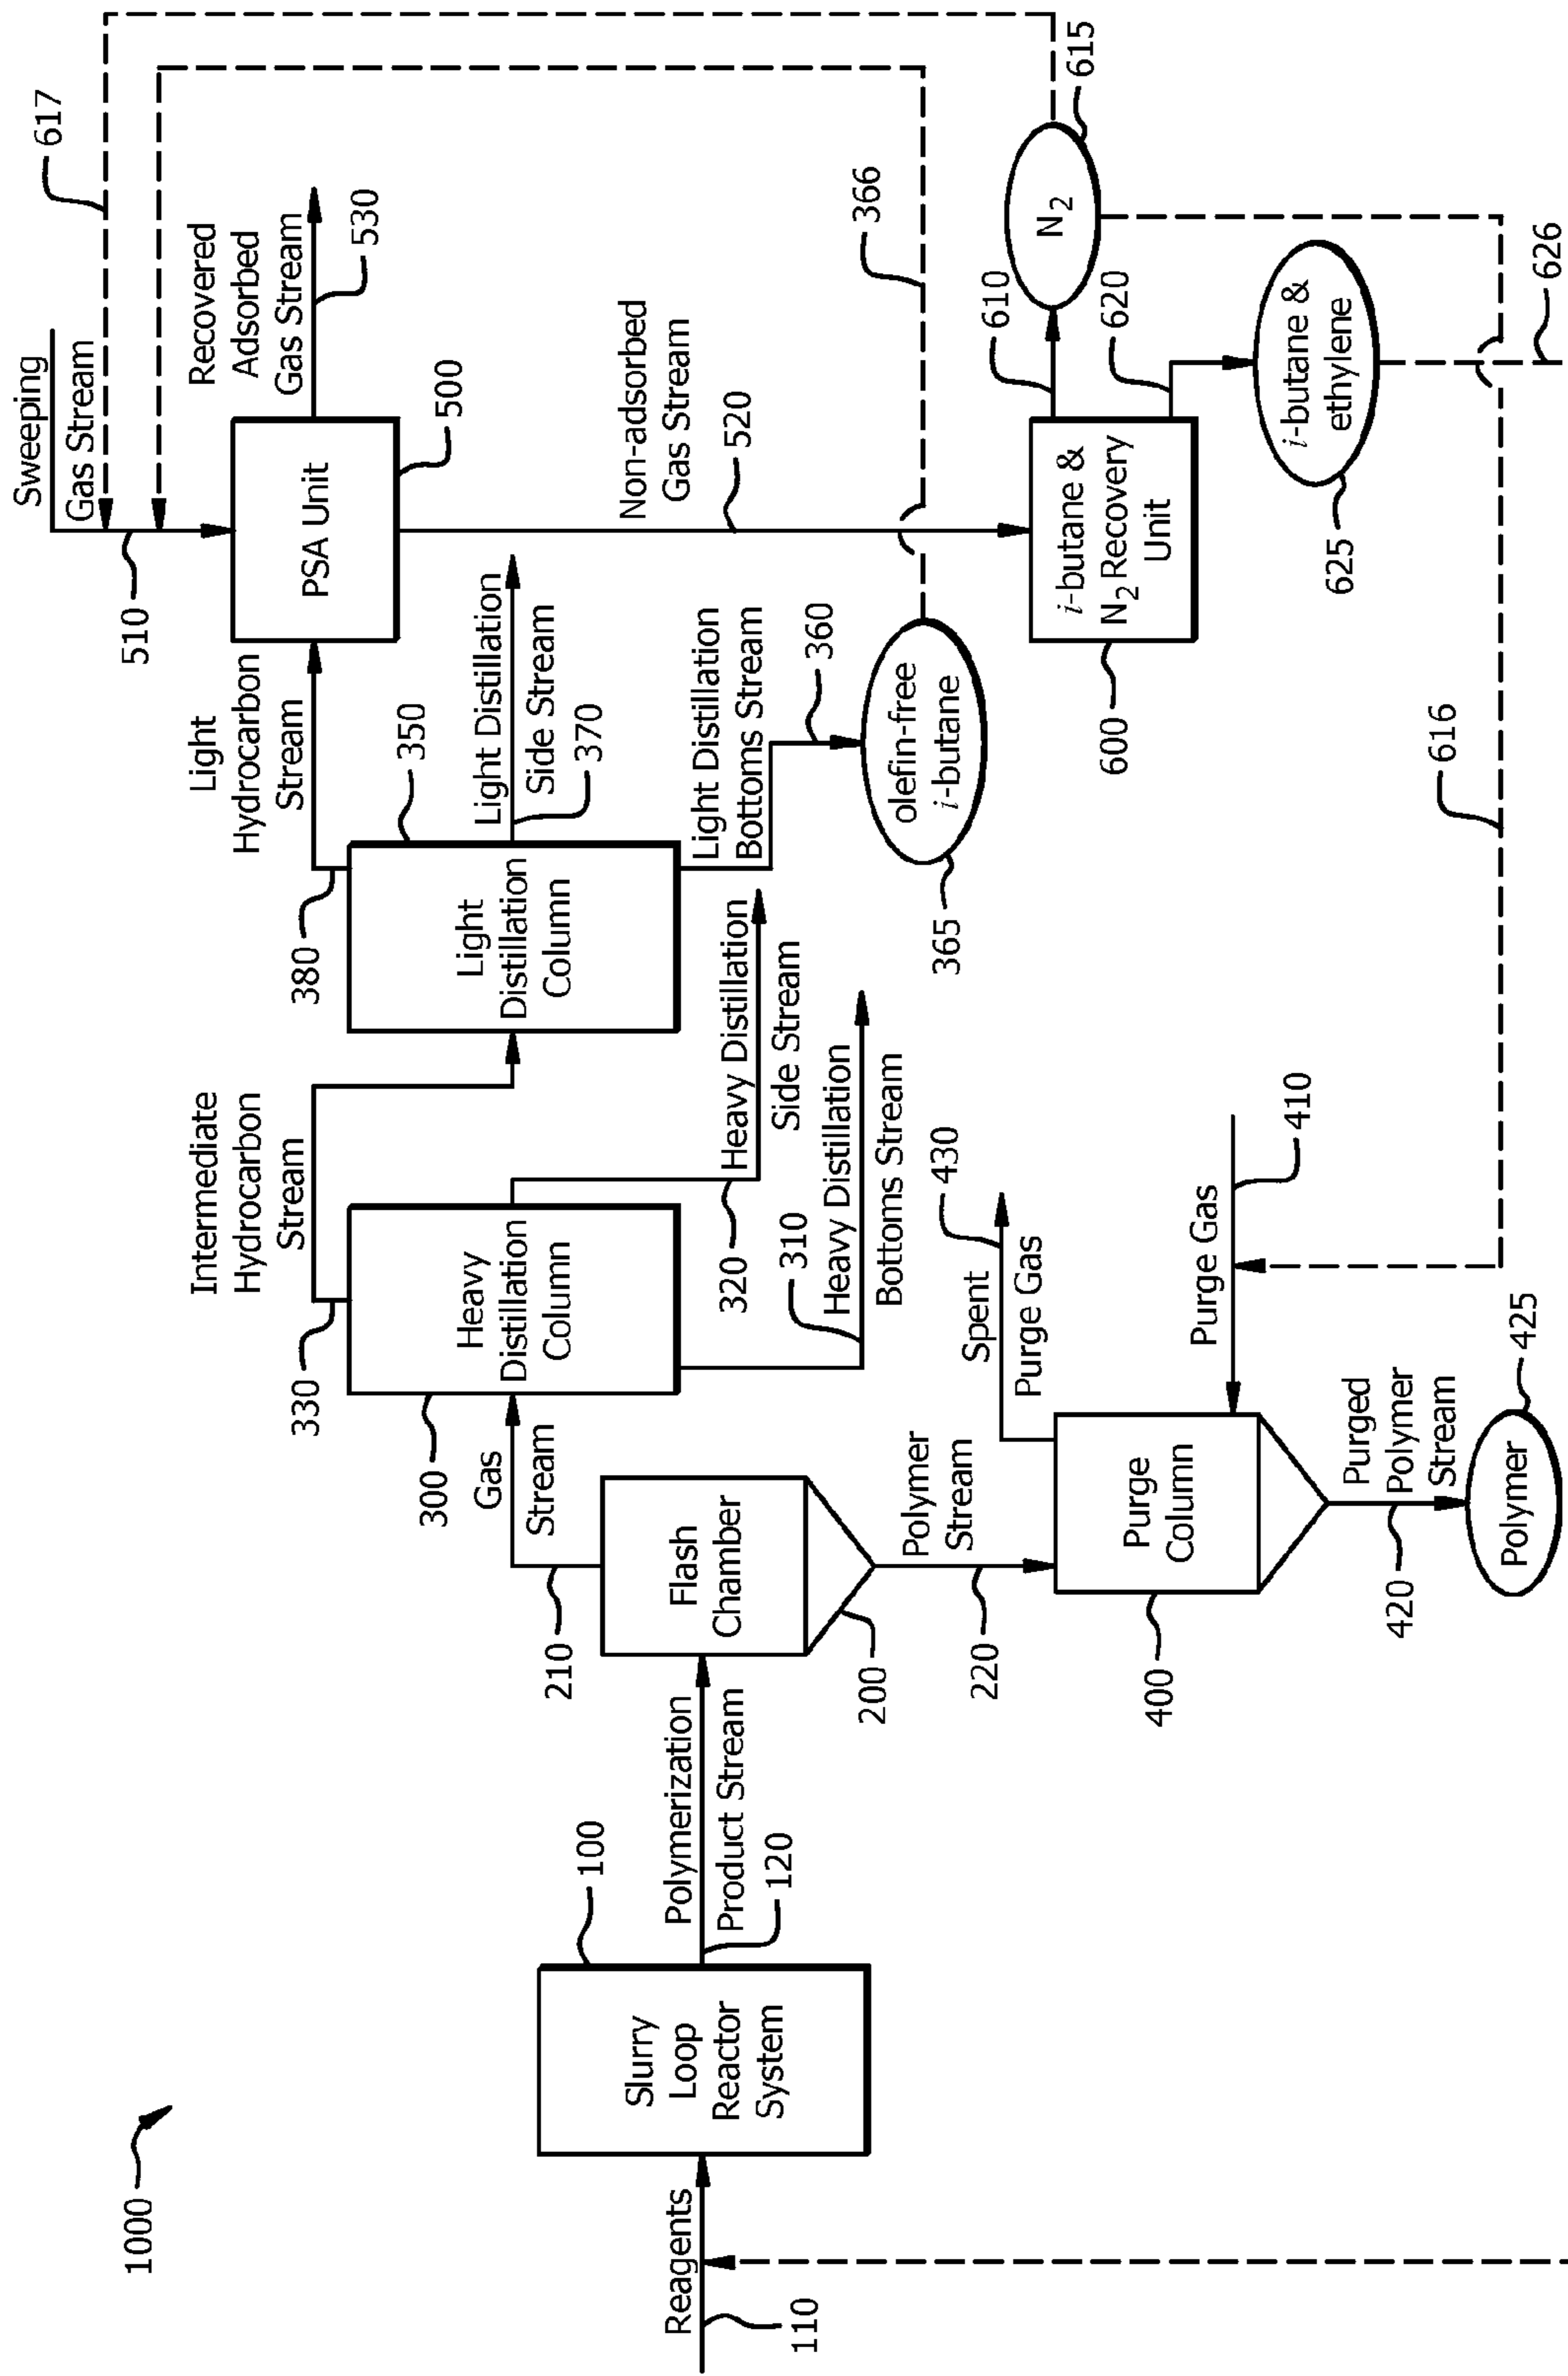 1000
Reagents
110
Slurry
Loop
Reactor
System
100
Polymerization
Product Stream
120
Flash
Chamber
200
210
Gas
Stream
Polymer
Stream
220
Heavy
Distillation
Column
300
330
Intermediate
Hydrocarbon
Stream
320
Heavy Distillation
Side Stream
310
Heavy Distillation
Bottoms Stream
Purge
Column
400
Spent
Purge Gas
430
Purge Gas
410
Purged
Polymer
Stream
420
Polymer
425
Light
Distillation
Column
350
380
Light
Hydrocarbon
Stream
Light Distillation
Side Stream
370
Light Distillation
Bottoms Stream
360
olefin-free
i-butane
365
366
Sweeping
Gas Stream
510
617
PSA Unit
500
Recovered
Adsorbed
Gas Stream
530
Non-adsorbed
Gas Stream
520
i-butane &
N2 Recovery
Unit
600
610
N2
615
620
i-butane &
ethylene
625
626
616